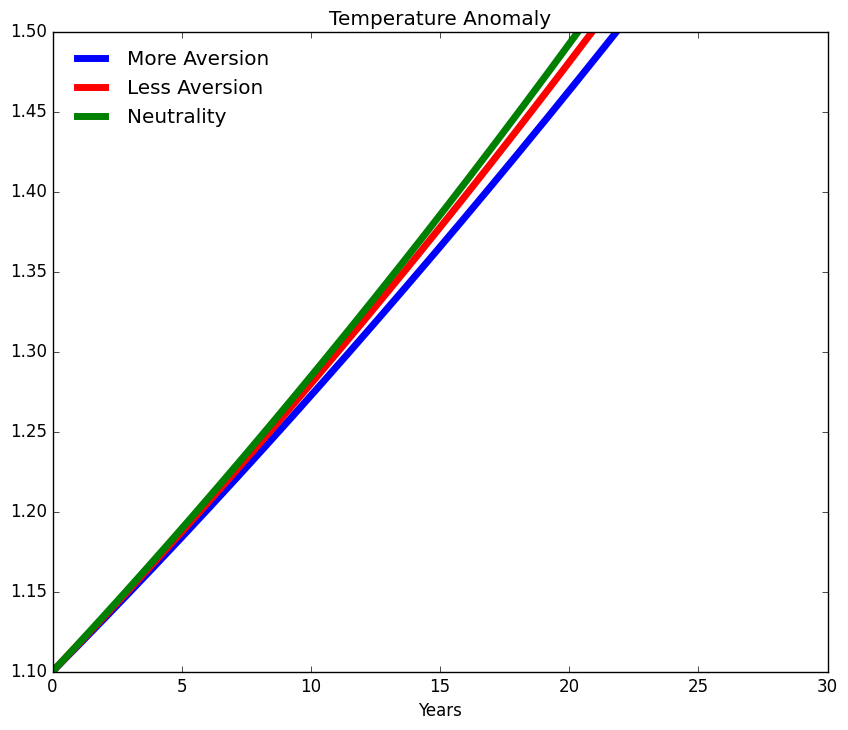 Temperature Anomaly
1.50
1.45
1.40
1.35
1.30
1.25
1.20
1.15
1.10
More Aversion
Less Aversion
Neutrality
0 5 10 15 20 25 30
Years